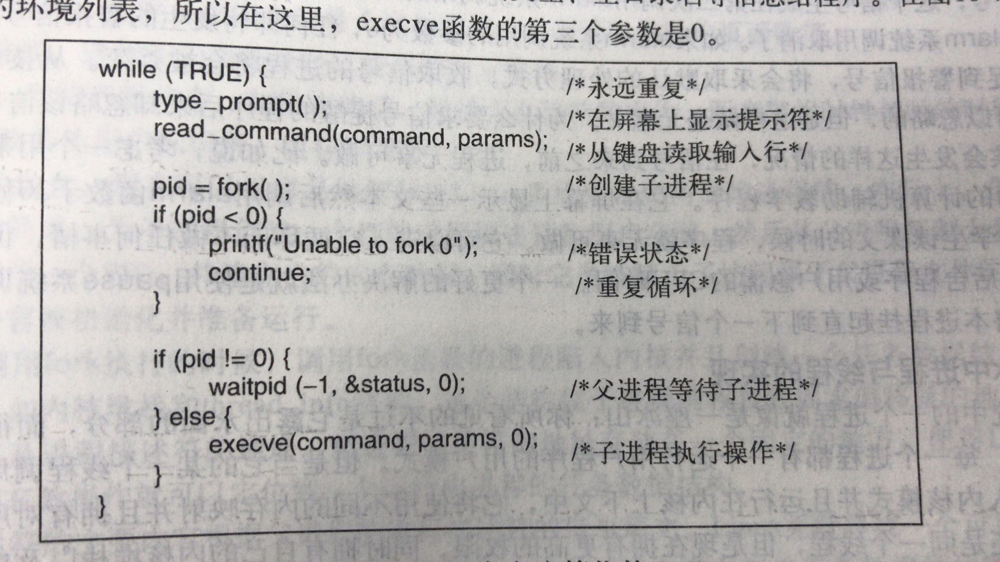 的环境列表，所以在这里，execve函数的第三个参数是0。
while (TRUE) { /*永远重复*/
type_prompt( ); /*在屏幕上显示提示符*/
read_command(command, params); /*从键盘读取输入行*/
pid = fork( ); /*创建子进程*/
if (pid < 0) {
printf("Unable to fork 0"); /*错误状态*/
continue; /*重复循环*/
}
if (pid != 0) {
waitpid (–1, &status, 0); /*父进程等待子进程*/
} else {
execve(command, params, 0); /*子进程执行操作*/
}
}